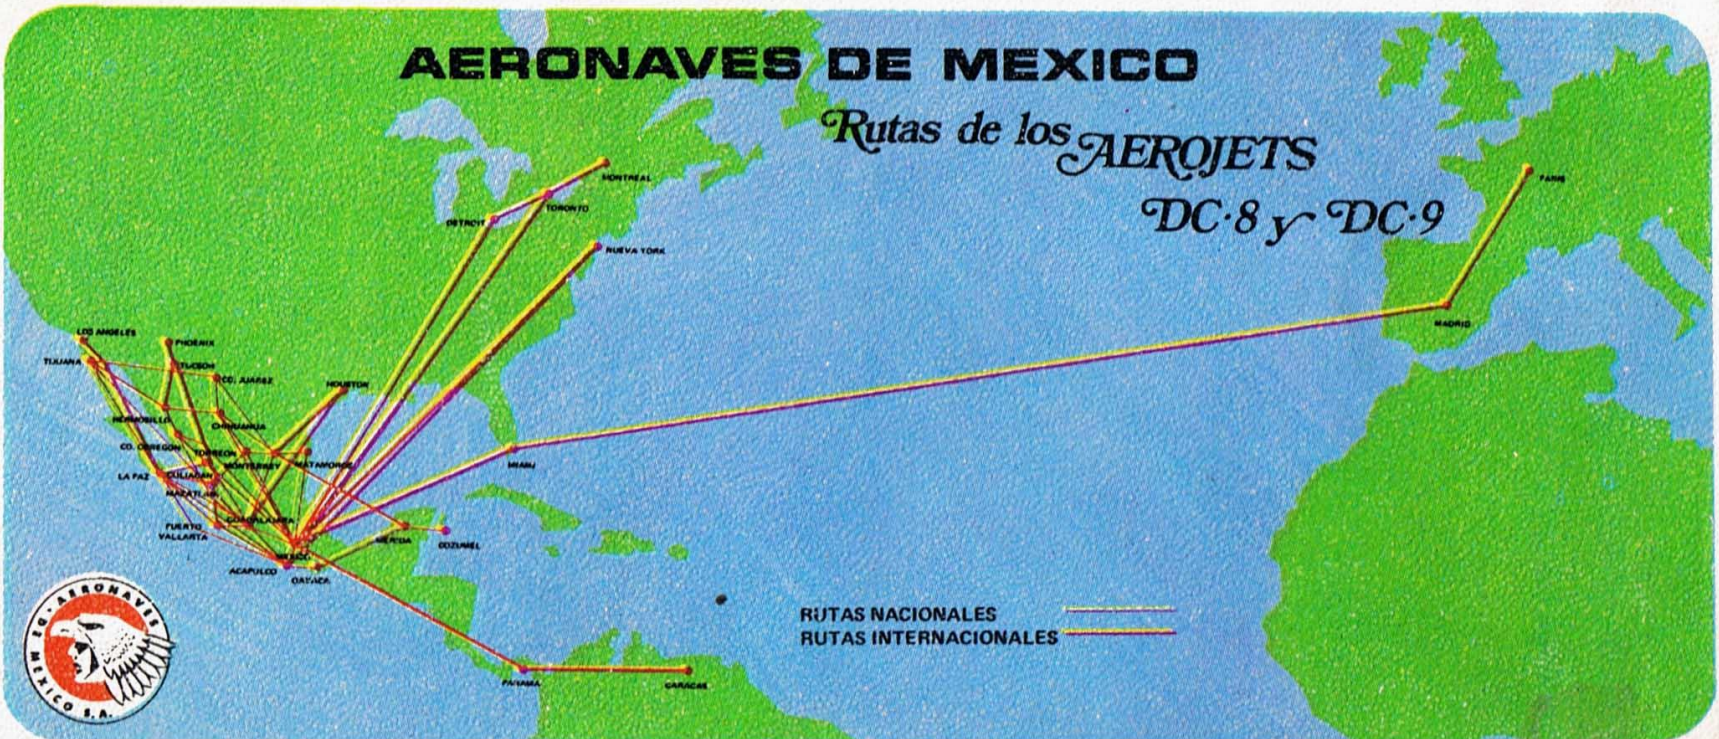 AERONAVES DE MEXICO
Rutas de los AEROJETS
DC·8 y DC·9
MONTREAL
TORONTO
DETROIT
NUEVA YORK
PARIS
MADRID
LOS ANGELES
PHOENIX
TIJUANA
TUCSON
CD. JUAREZ
HOUSTON
HERMOSILLO
CHIHUAHUA
CD. OBREGON
TORREON
MONTERREY
MATAMOROS
MIAMI
LA PAZ
CULIACAN
MAZATLAN
GUADALAJARA
PUERTO
VALLARTA
MERIDA
COZUMEL
MEXICO
ACAPULCO
OAXACA
RUTAS NACIONALES
RUTAS INTERNACIONALES
PANAMA
CARACAS
AERONAVES DE MEXICO S.A.